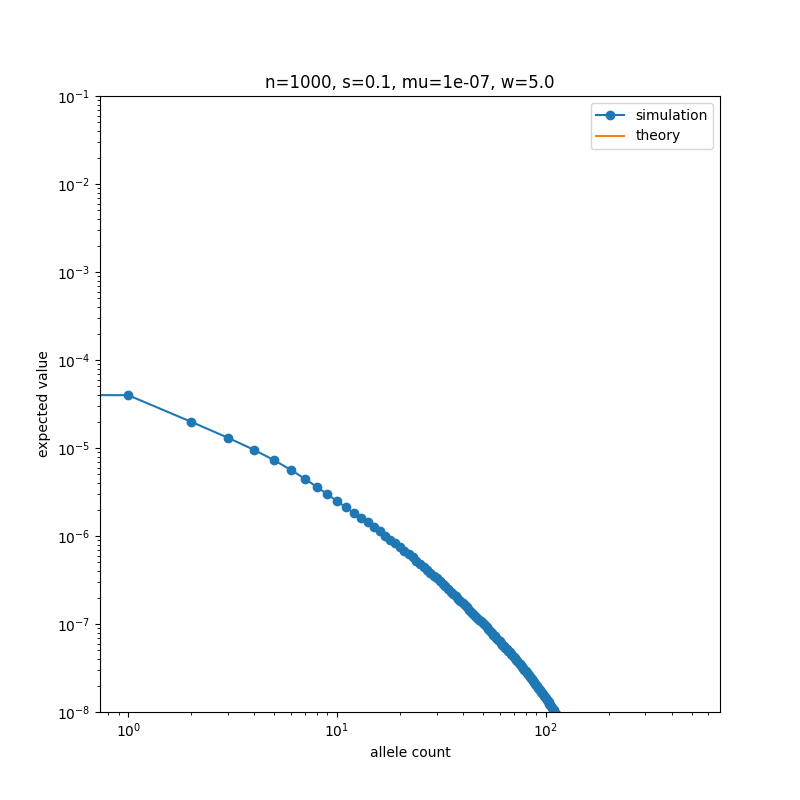 n=1000, s=0.1, mu=1e-07, w=5.0
simulation
theory
10⁻¹
10⁻²
10⁻³
10⁻⁴
10⁻⁵
10⁻⁶
10⁻⁷
10⁻⁸
expected value
10⁰ 10¹ 10²
allele count